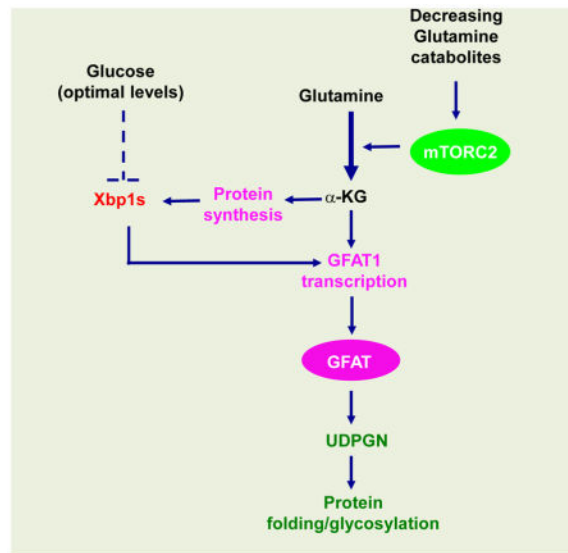 Decreasing
Glutamine
catabolites
Glucose
(optimal levels)
Glutamine
mTORC2
Xbp1s
Protein
synthesis
α-KG
GFAT1
transcription
GFAT
UDPGN
Protein
folding/glycosylation